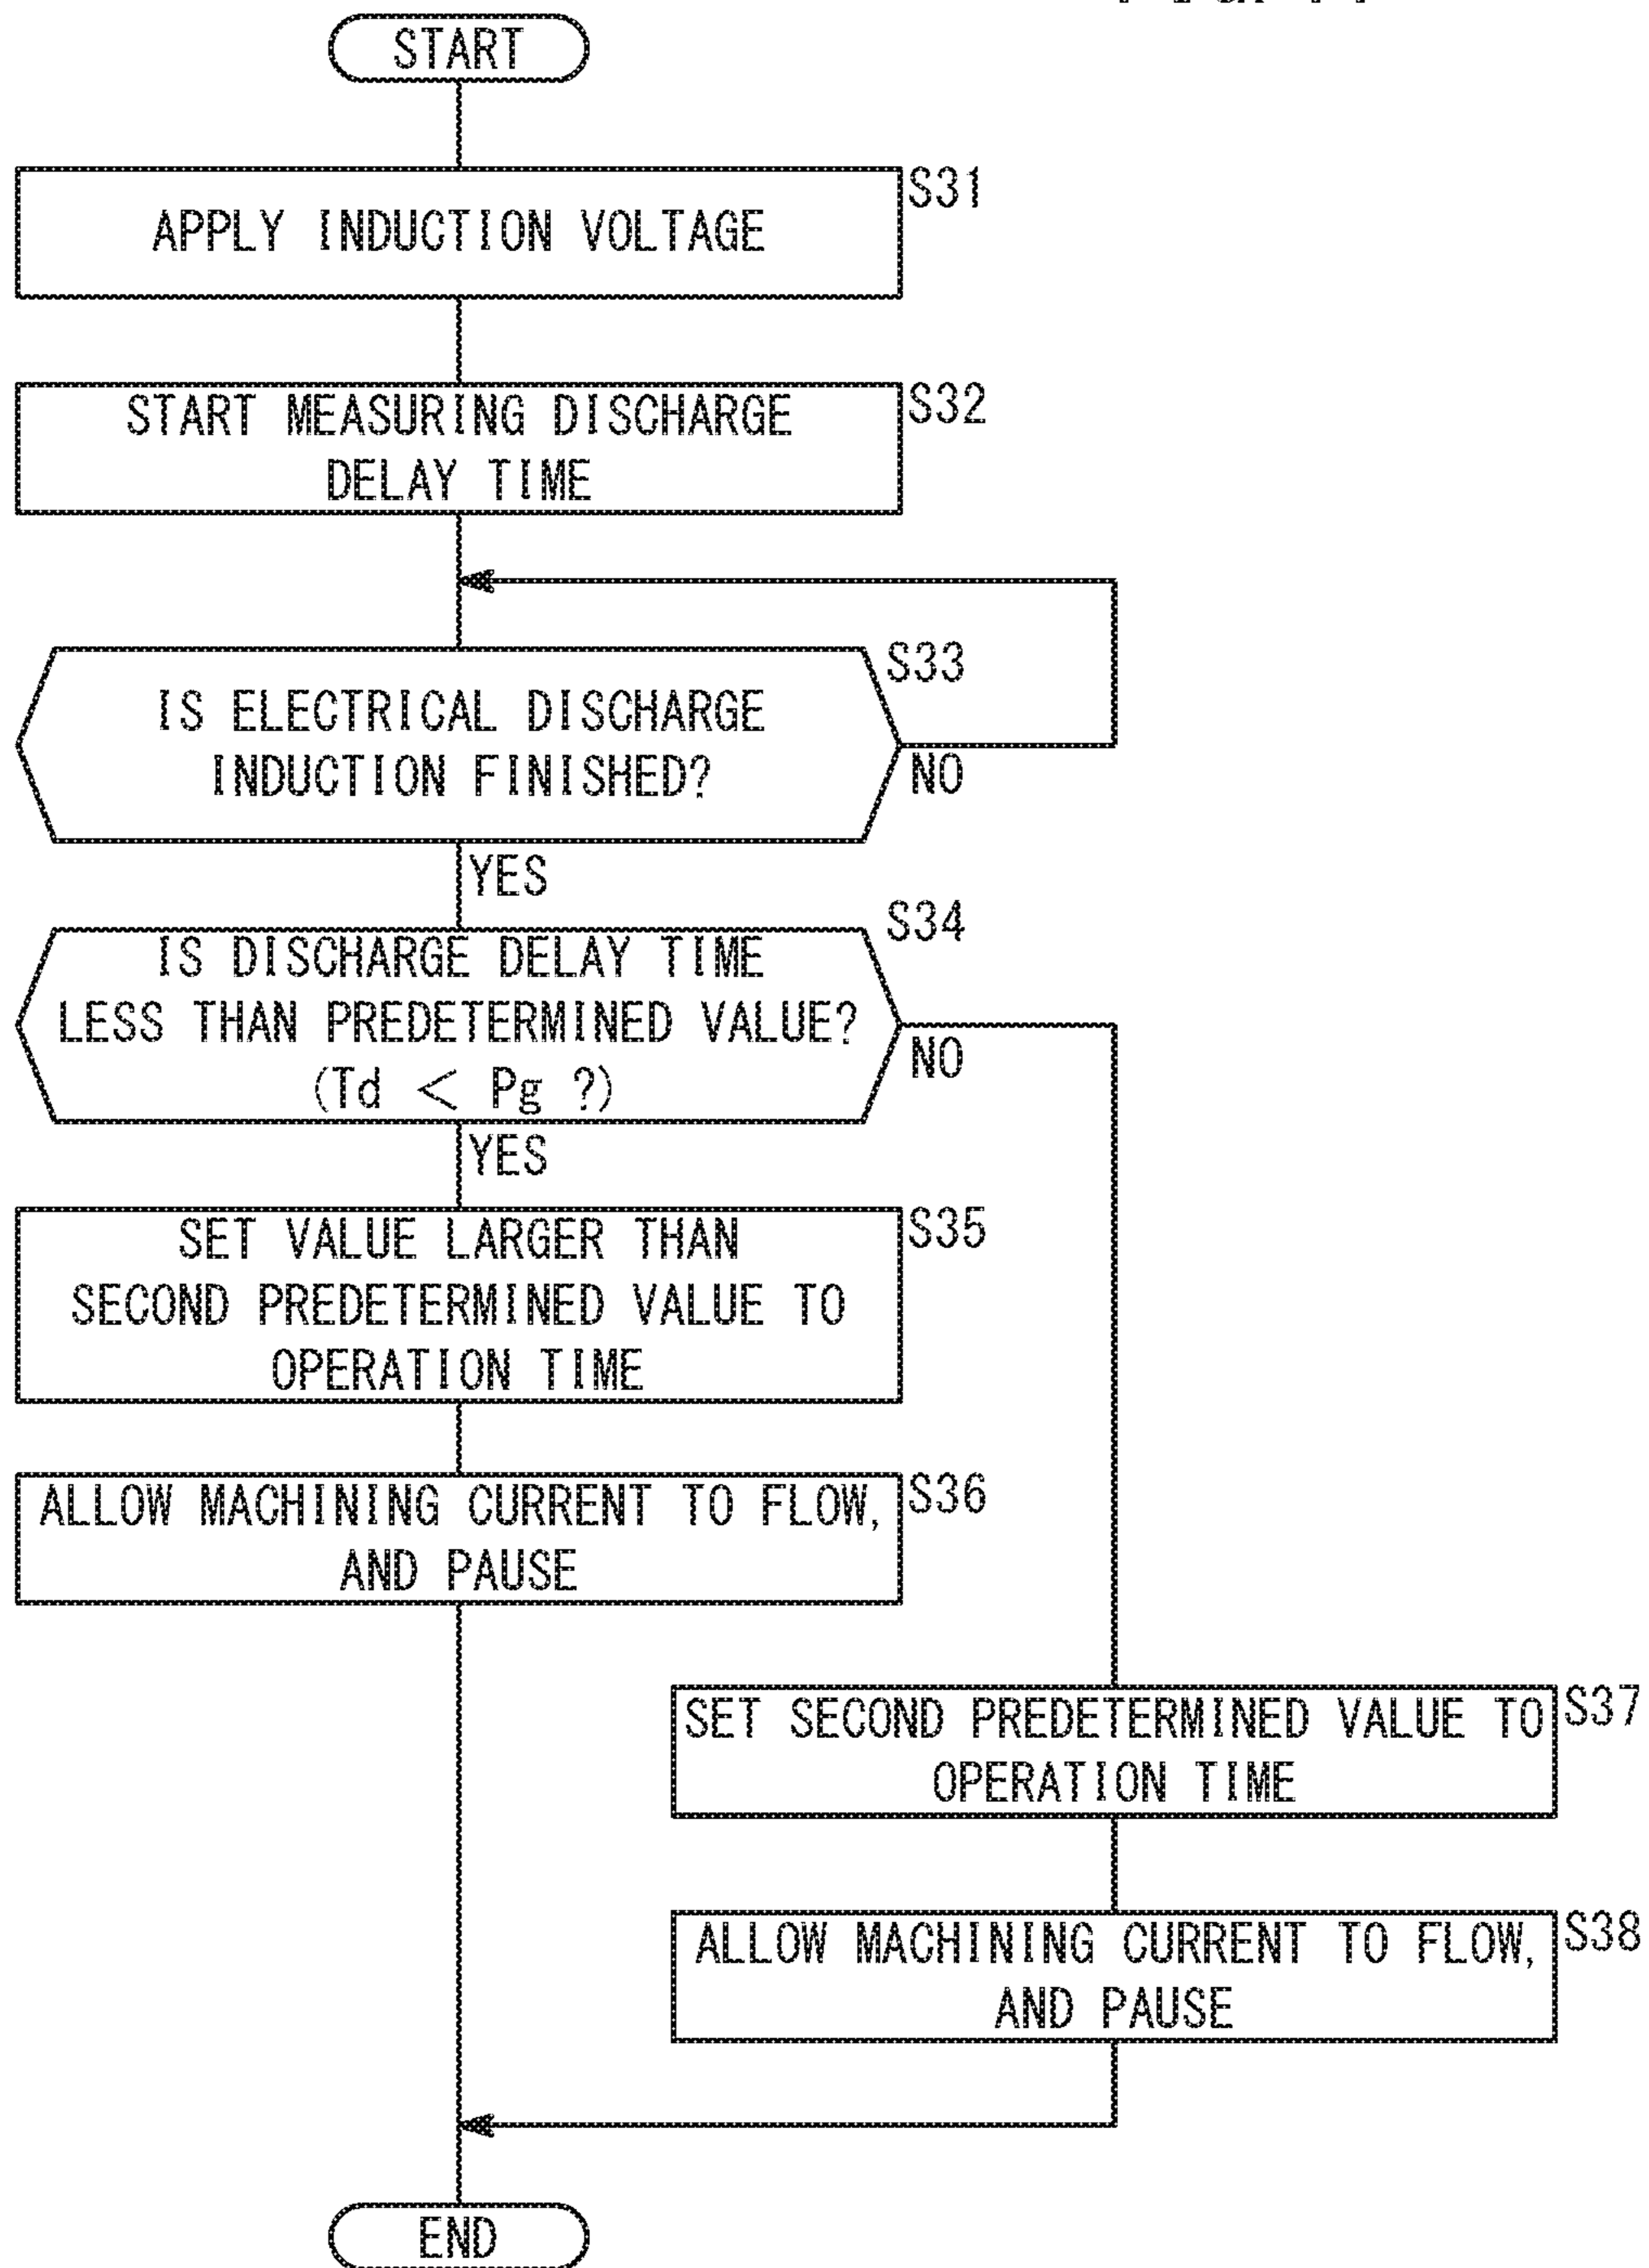 START
S31
APPLY INDUCTION VOLTAGE
S32
START MEASURING DISCHARGE
DELAY TIME
S33
IS ELECTRICAL DISCHARGE
INDUCTION FINISHED?
NO
YES
S34
IS DISCHARGE DELAY TIME
LESS THAN PREDETERMINED VALUE?
(Td < Pg ?)
NO
YES
S35
SET VALUE LARGER THAN
SECOND PREDETERMINED VALUE TO
OPERATION TIME
S36
ALLOW MACHINING CURRENT TO FLOW,
AND PAUSE
S37
SET SECOND PREDETERMINED VALUE TO
OPERATION TIME
S38
ALLOW MACHINING CURRENT TO FLOW,
AND PAUSE
END